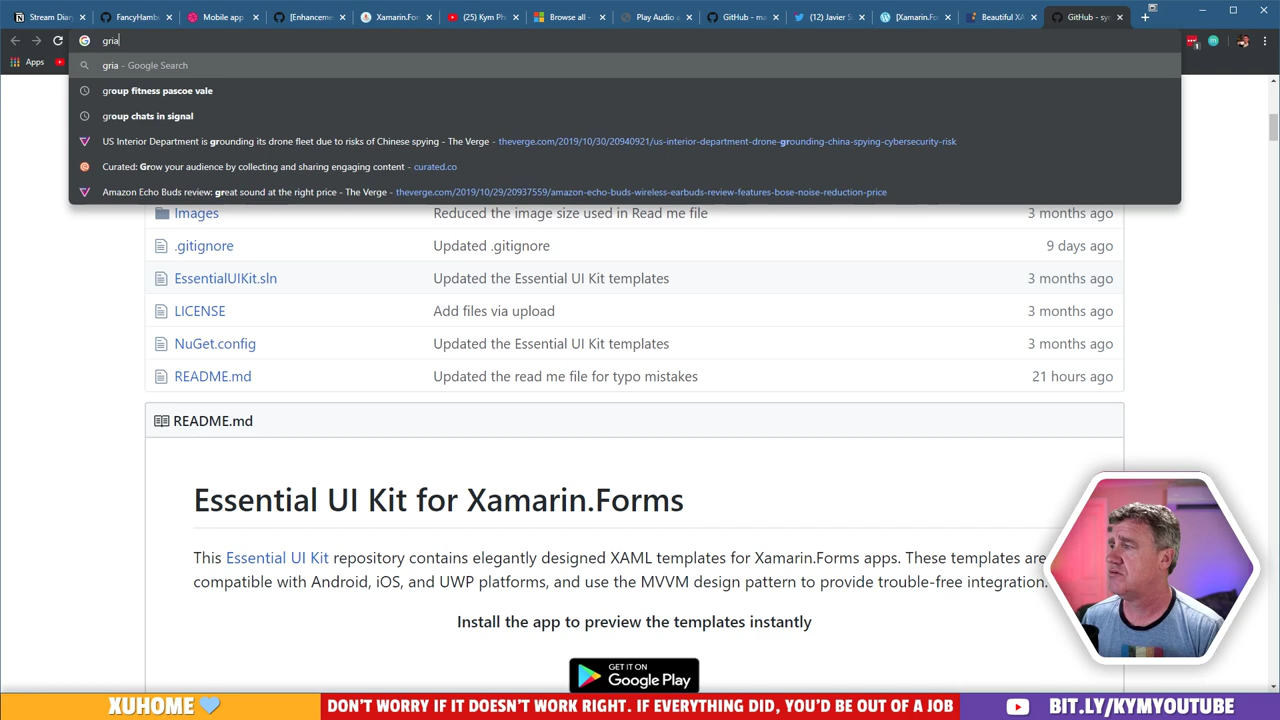 Stream Diary
FancyHamb
Mobile app
[Enhancement
Xamarin.For
(25) Kym Ph
Browse all -
Play Audio a
GitHub - ma
(12) Javier S
[Xamarin.Fo
Beautiful XA
GitHub - syn
gria
Apps
1
gria - Google Search
group fitness pascoe vale
group chats in signal
US Interior Department is grounding its drone fleet due to risks of Chinese spying - The Verge - theverge.com/2019/10/30/20940921/us-interior-department-drone-grounding-china-spying-cybersecurity-risk
Curated: Grow your audience by collecting and sharing engaging content - curated.co
Amazon Echo Buds review: great sound at the right price - The Verge - theverge.com/2019/10/29/20937559/amazon-echo-buds-wireless-earbuds-review-features-bose-noise-reduction-price
Images Reduced the image size used in Read me file 3 months ago
.gitignore Updated .gitignore 9 days ago
EssentialUIKit.sln Updated the Essential UI Kit templates 3 months ago
LICENSE Add files via upload 3 months ago
NuGet.config Updated the Essential UI Kit templates 3 months ago
README.md Updated the read me file for typo mistakes 21 hours ago
README.md
Essential UI Kit for Xamarin.Forms
This Essential UI Kit repository contains elegantly designed XAML templates for Xamarin.Forms apps. These templates are
compatible with Android, iOS, and UWP platforms, and use the MVVM design pattern to provide trouble-free integration.
Install the app to preview the templates instantly
GET IT ON
Google Play
XUHOME
DON'T WORRY IF IT DOESN'T WORK RIGHT. IF EVERYTHING DID, YOU'D BE OUT OF A JOB
BIT.LY/KYMYOUTUBE